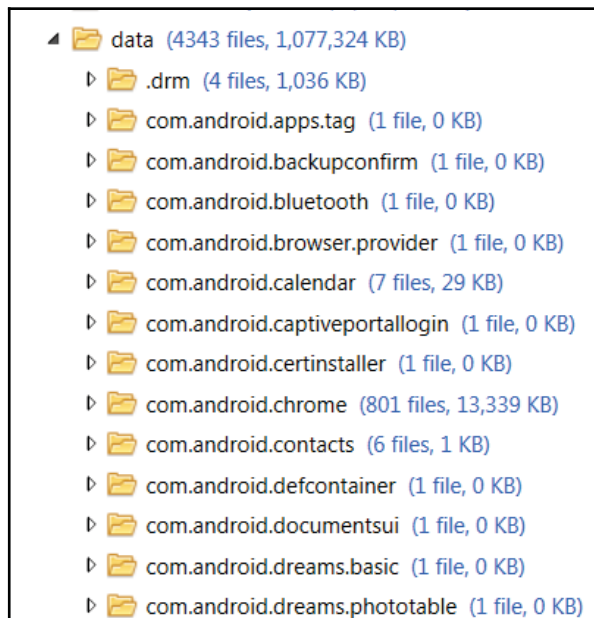 data (4343 files, 1,077,324 KB)
.drm (4 files, 1,036 KB)
com.android.apps.tag (1 file, 0 KB)
com.android.backupconfirm (1 file, 0 KB)
com.android.bluetooth (1 file, 0 KB)
com.android.browser.provider (1 file, 0 KB)
com.android.calendar (7 files, 29 KB)
com.android.captiveportallogin (1 file, 0 KB)
com.android.certinstaller (1 file, 0 KB)
com.android.chrome (801 files, 13,339 KB)
com.android.contacts (6 files, 1 KB)
com.android.defcontainer (1 file, 0 KB)
com.android.documentsui (1 file, 0 KB)
com.android.dreams.basic (1 file, 0 KB)
com.android.dreams.phototable (1 file, 0 KB)